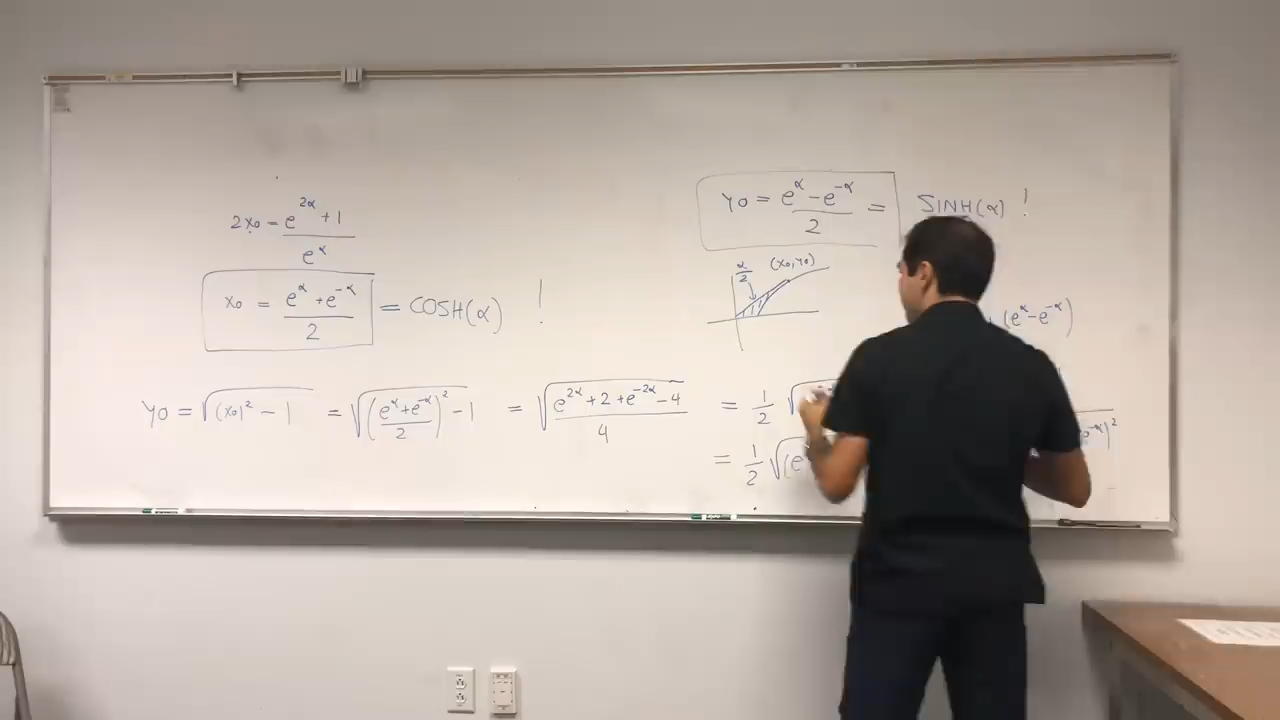 2x₀ = (e^{2α} + 1)/e^α
x₀ = (e^α + e^{-α})/2 = COSH(α) !
y₀ = √((x₀)² - 1) = √(((e^α + e^{-α})/2)² - 1) = √((e^{2α} + 2 + e^{-2α} - 4)/4)
y₀ = (e^α - e^{-α})/2 = SINH(α) !
α/2 (x₀, y₀)
(e^α - e^{-α})
= 1/2 √
= 1/2 √(e